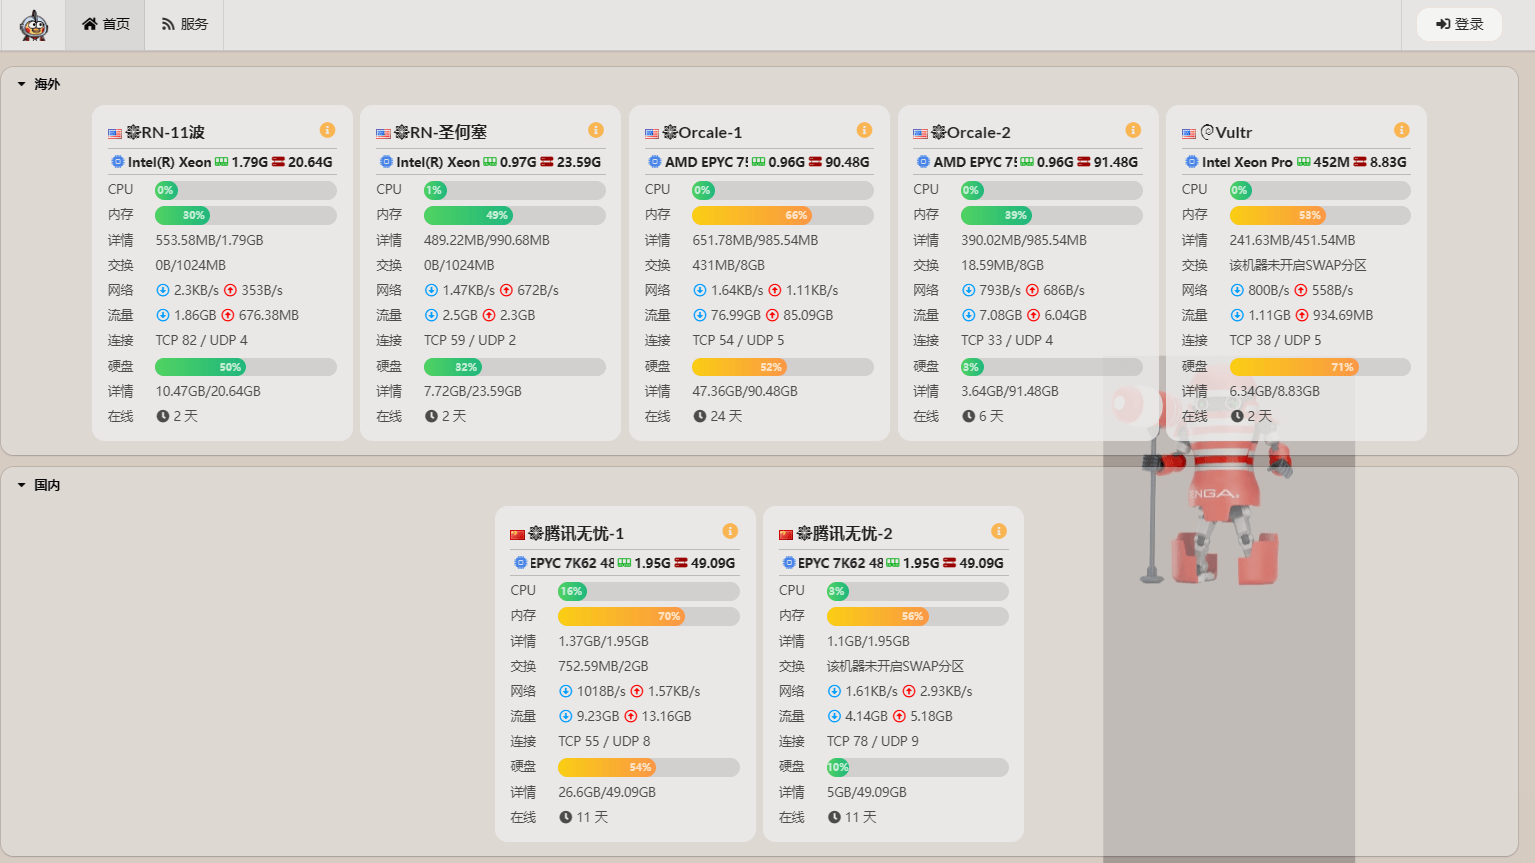 首页
服务
登录
海外
RN-11波
Intel(R) Xeon 1.79G 20.64G
CPU 0%
内存 30%
详情 553.58MB/1.79GB
交换 0B/1024MB
网络 2.3KB/s 353B/s
流量 1.86GB 676.38MB
连接 TCP 82 / UDP 4
硬盘 50%
详情 10.47GB/20.64GB
在线 2 天
RN-圣何塞
Intel(R) Xeon 0.97G 23.59G
CPU 1%
内存 49%
详情 489.22MB/990.68MB
交换 0B/1024MB
网络 1.47KB/s 672B/s
流量 2.5GB 2.3GB
连接 TCP 59 / UDP 2
硬盘 32%
详情 7.72GB/23.59GB
在线 2 天
Orcale-1
AMD EPYC 0.96G 90.48G
CPU 0%
内存 66%
详情 651.78MB/985.54MB
交换 431MB/8GB
网络 1.64KB/s 1.11KB/s
流量 76.99GB 85.09GB
连接 TCP 54 / UDP 5
硬盘 52%
详情 47.36GB/90.48GB
在线 24 天
Orcale-2
AMD EPYC 0.96G 91.48G
CPU 0%
内存 39%
详情 390.02MB/985.54MB
交换 18.59MB/8GB
网络 793B/s 686B/s
流量 7.08GB 6.04GB
连接 TCP 33 / UDP 4
硬盘 3%
详情 3.64GB/91.48GB
在线 6 天
Vultr
Intel Xeon Pro 452M 8.83G
CPU 0%
内存 53%
详情 241.63MB/451.54MB
交换 该机器未开启SWAP分区
网络 800B/s 558B/s
流量 1.11GB 934.69MB
连接 TCP 38 / UDP 5
硬盘 71%
详情 6.34GB/8.83GB
在线 2 天
ENGA
国内
腾讯无忧-1
EPYC 7K62 48 1.95G 49.09G
CPU 16%
内存 70%
详情 1.37GB/1.95GB
交换 752.59MB/2GB
网络 1018B/s 1.57KB/s
流量 9.23GB 13.16GB
连接 TCP 55 / UDP 8
硬盘 54%
详情 26.6GB/49.09GB
在线 11 天
腾讯无忧-2
EPYC 7K62 48 1.95G 49.09G
CPU 3%
内存 56%
详情 1.1GB/1.95GB
交换 该机器未开启SWAP分区
网络 1.61KB/s 2.93KB/s
流量 4.14GB 5.18GB
连接 TCP 78 / UDP 9
硬盘 10%
详情 5GB/49.09GB
在线 11 天